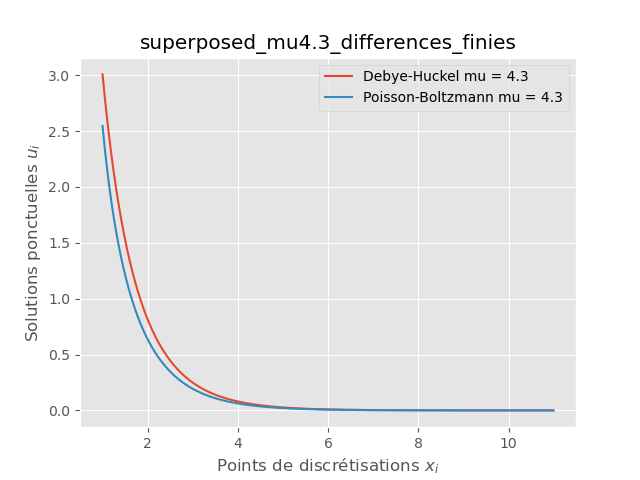 superposed_mu4.3_differences_finies
Debye-Huckel mu = 4.3
Poisson-Boltzmann mu = 4.3
Solutions ponctuelles u_i
3.0
2.5
2.0
1.5
1.0
0.5
0.0
2 4 6 8 10
Points de discrétisations x_i